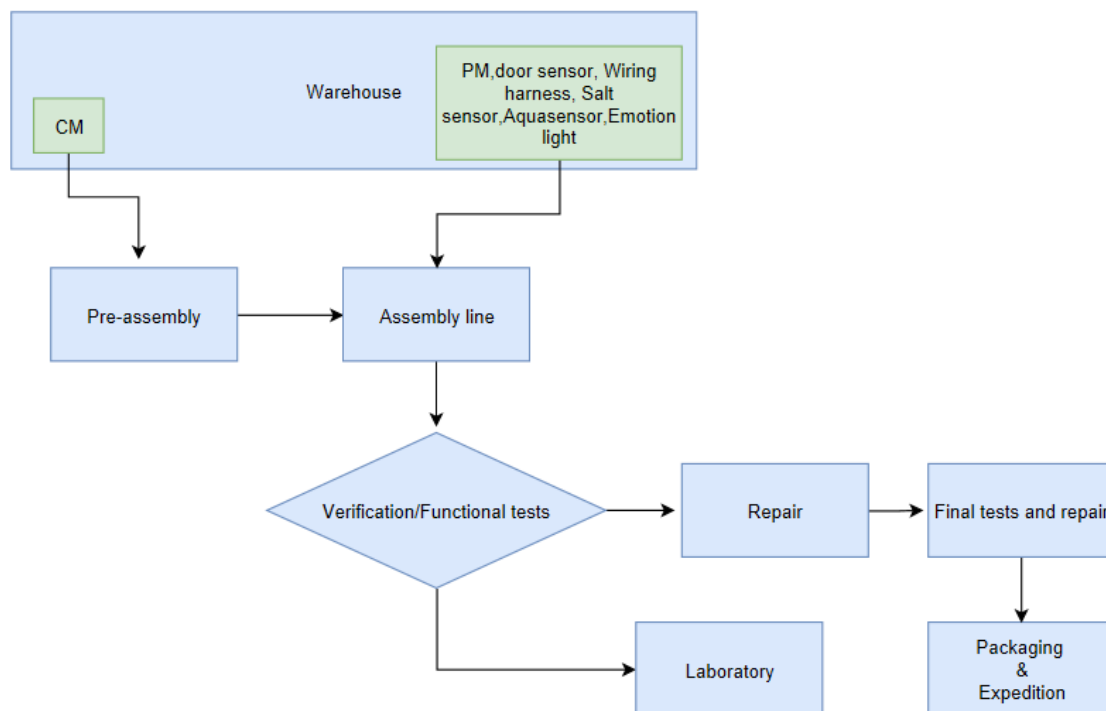 Warehouse
PM,door sensor, Wiring
harness, Salt
sensor,Aquasensor,Emotion
light
CM
Pre-assembly
Assembly line
Verification/Functional tests
Repair
Final tests and repair
Laboratory
Packaging
&
Expedition